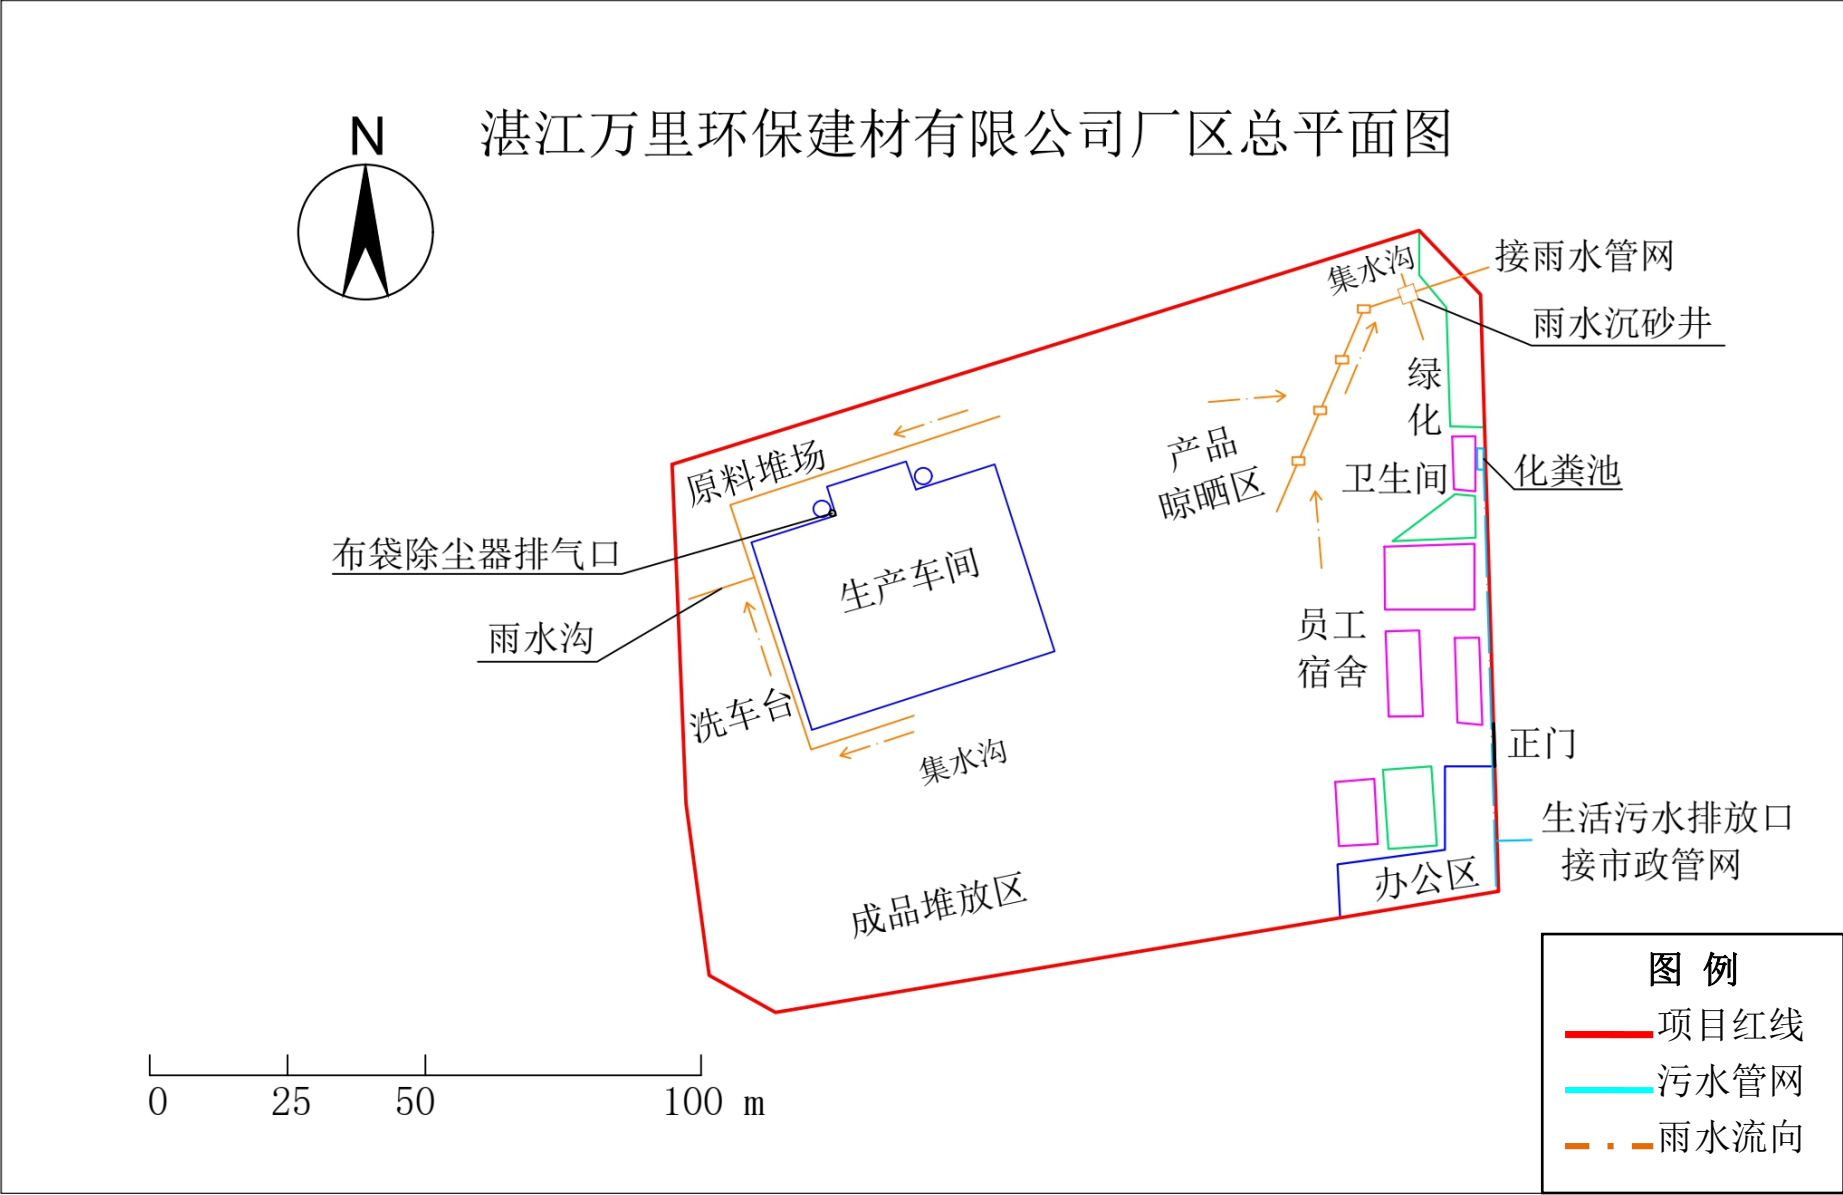 N
湛江万里环保建材有限公司厂区总平面图
集水沟
接雨水管网
雨水沉砂井
绿
化
产品
晾晒区
卫生间
化粪池
原料堆场
布袋除尘器排气口
生产车间
雨水沟
员工
宿舍
洗车台
集水沟
正门
生活污水排放口
接市政管网
办公区
成品堆放区
图 例
项目红线
污水管网
雨水流向
0 25 50 100 m